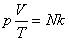 p V/T = Nk